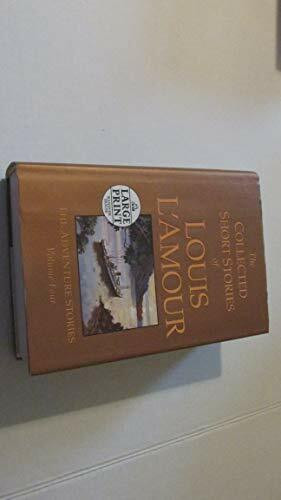 The
COLLECTED
SHORT STORIES
of
LOUIS
L'AMOUR
LARGE
PRINT
THE ADVENTURE STORIES
Volume Four